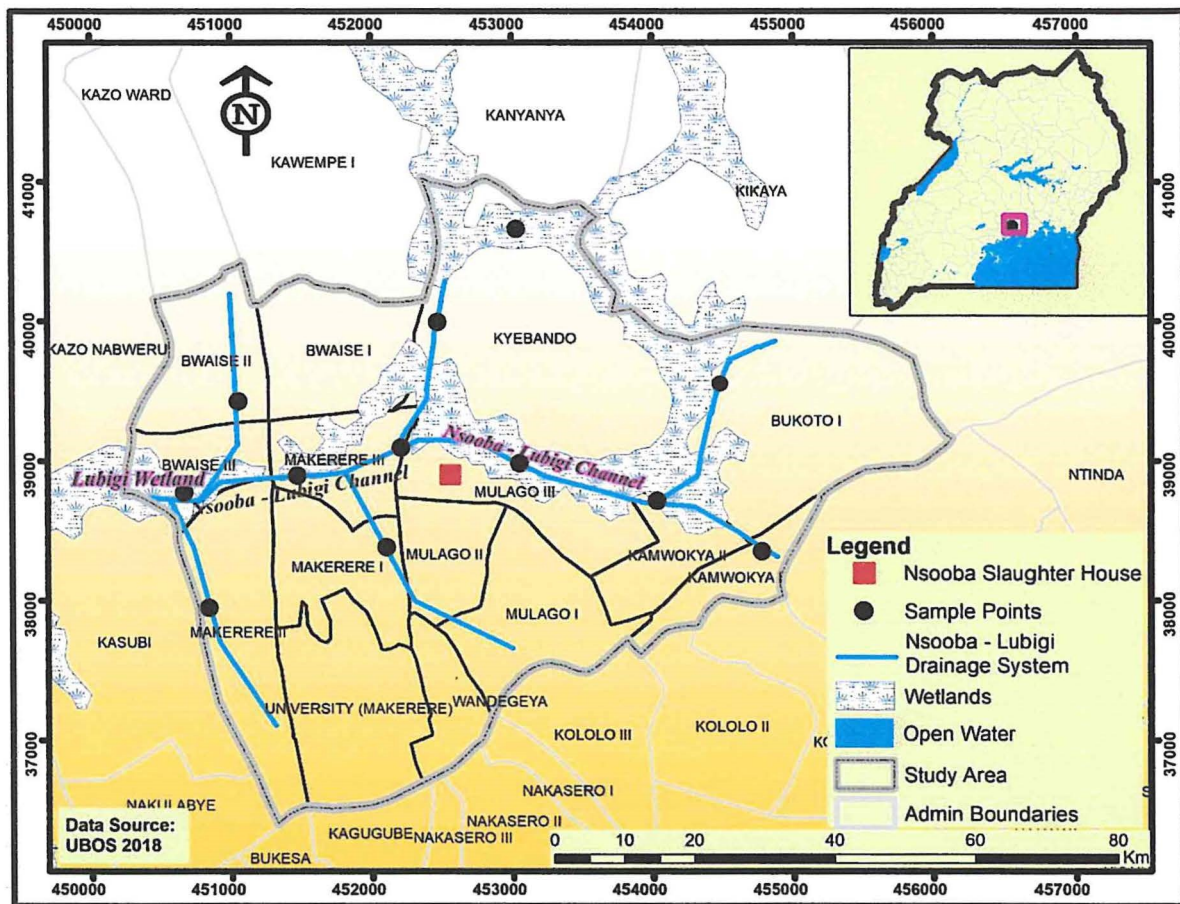 450000 451000 452000 453000 454000 455000 456000 457000
KAZO WARD
KANYANYA
KAWEMPE I
KIKAYA
N
41000
41000
40000
40000
KAZO NABWERU
BWAISE II
BWAISE I
KYEBANDO
BUKOTO I
39000
39000
BWAISE III
MAKERERE III
Nsooba - Lubigi Channel
Lubigi Wetland
Nsooba - Lubigi Channel
MULAGO III
NTINDA
MAKERERE I
MULAGO II
KAMWOKYA II
KAMWOKYA
38000
38000
KASUBI
MAKERERE II
MULAGO I
UNIVERSITY (MAKERERE)
WANDEGEYA
KOLOLO III
KOLOLO II
37000
37000
NAKULABYE
NAKASERO I
NAKASERO II
KAGUGUBE
NAKASERO III
BUKESA
Legend
Nsooba Slaughter House
Sample Points
Nsooba - Lubigi
Drainage System
Wetlands
Open Water
Study Area
Admin Boundaries
Data Source:
UBOS 2018
0 10 20 40 60 80
Km
450000 451000 452000 453000 454000 455000 456000 457000